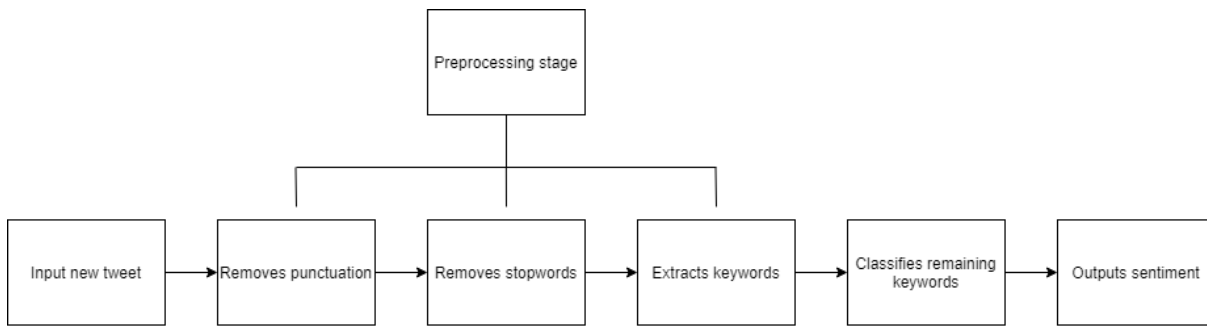 Preprocessing stage
Input new tweet
Removes punctuation
Removes stopwords
Extracts keywords
Classifies remaining
keywords
Outputs sentiment